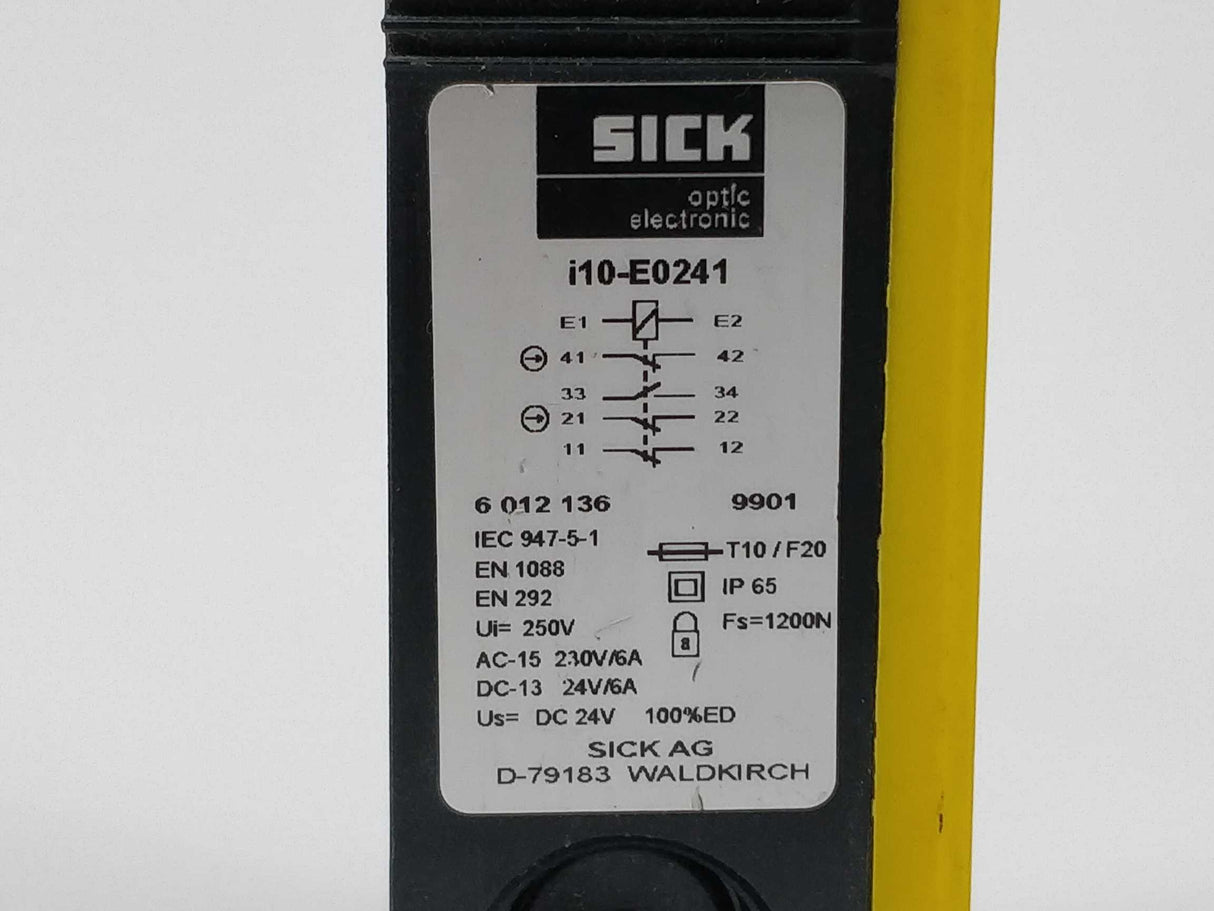 SICK
optic
electronic
i10-E0241
E1 E2
41 42
33 34
21 22
11 12
6 012 136 9901
IEC 947-5-1
T10 / F20
EN 1088
IP 65
EN 292
Fs=1200N
Ui= 250V
a
AC-15 230V/6A
DC-13 24V/6A
Us= DC 24V 100%ED
SICK AG
D-79183 WALDKIRCH